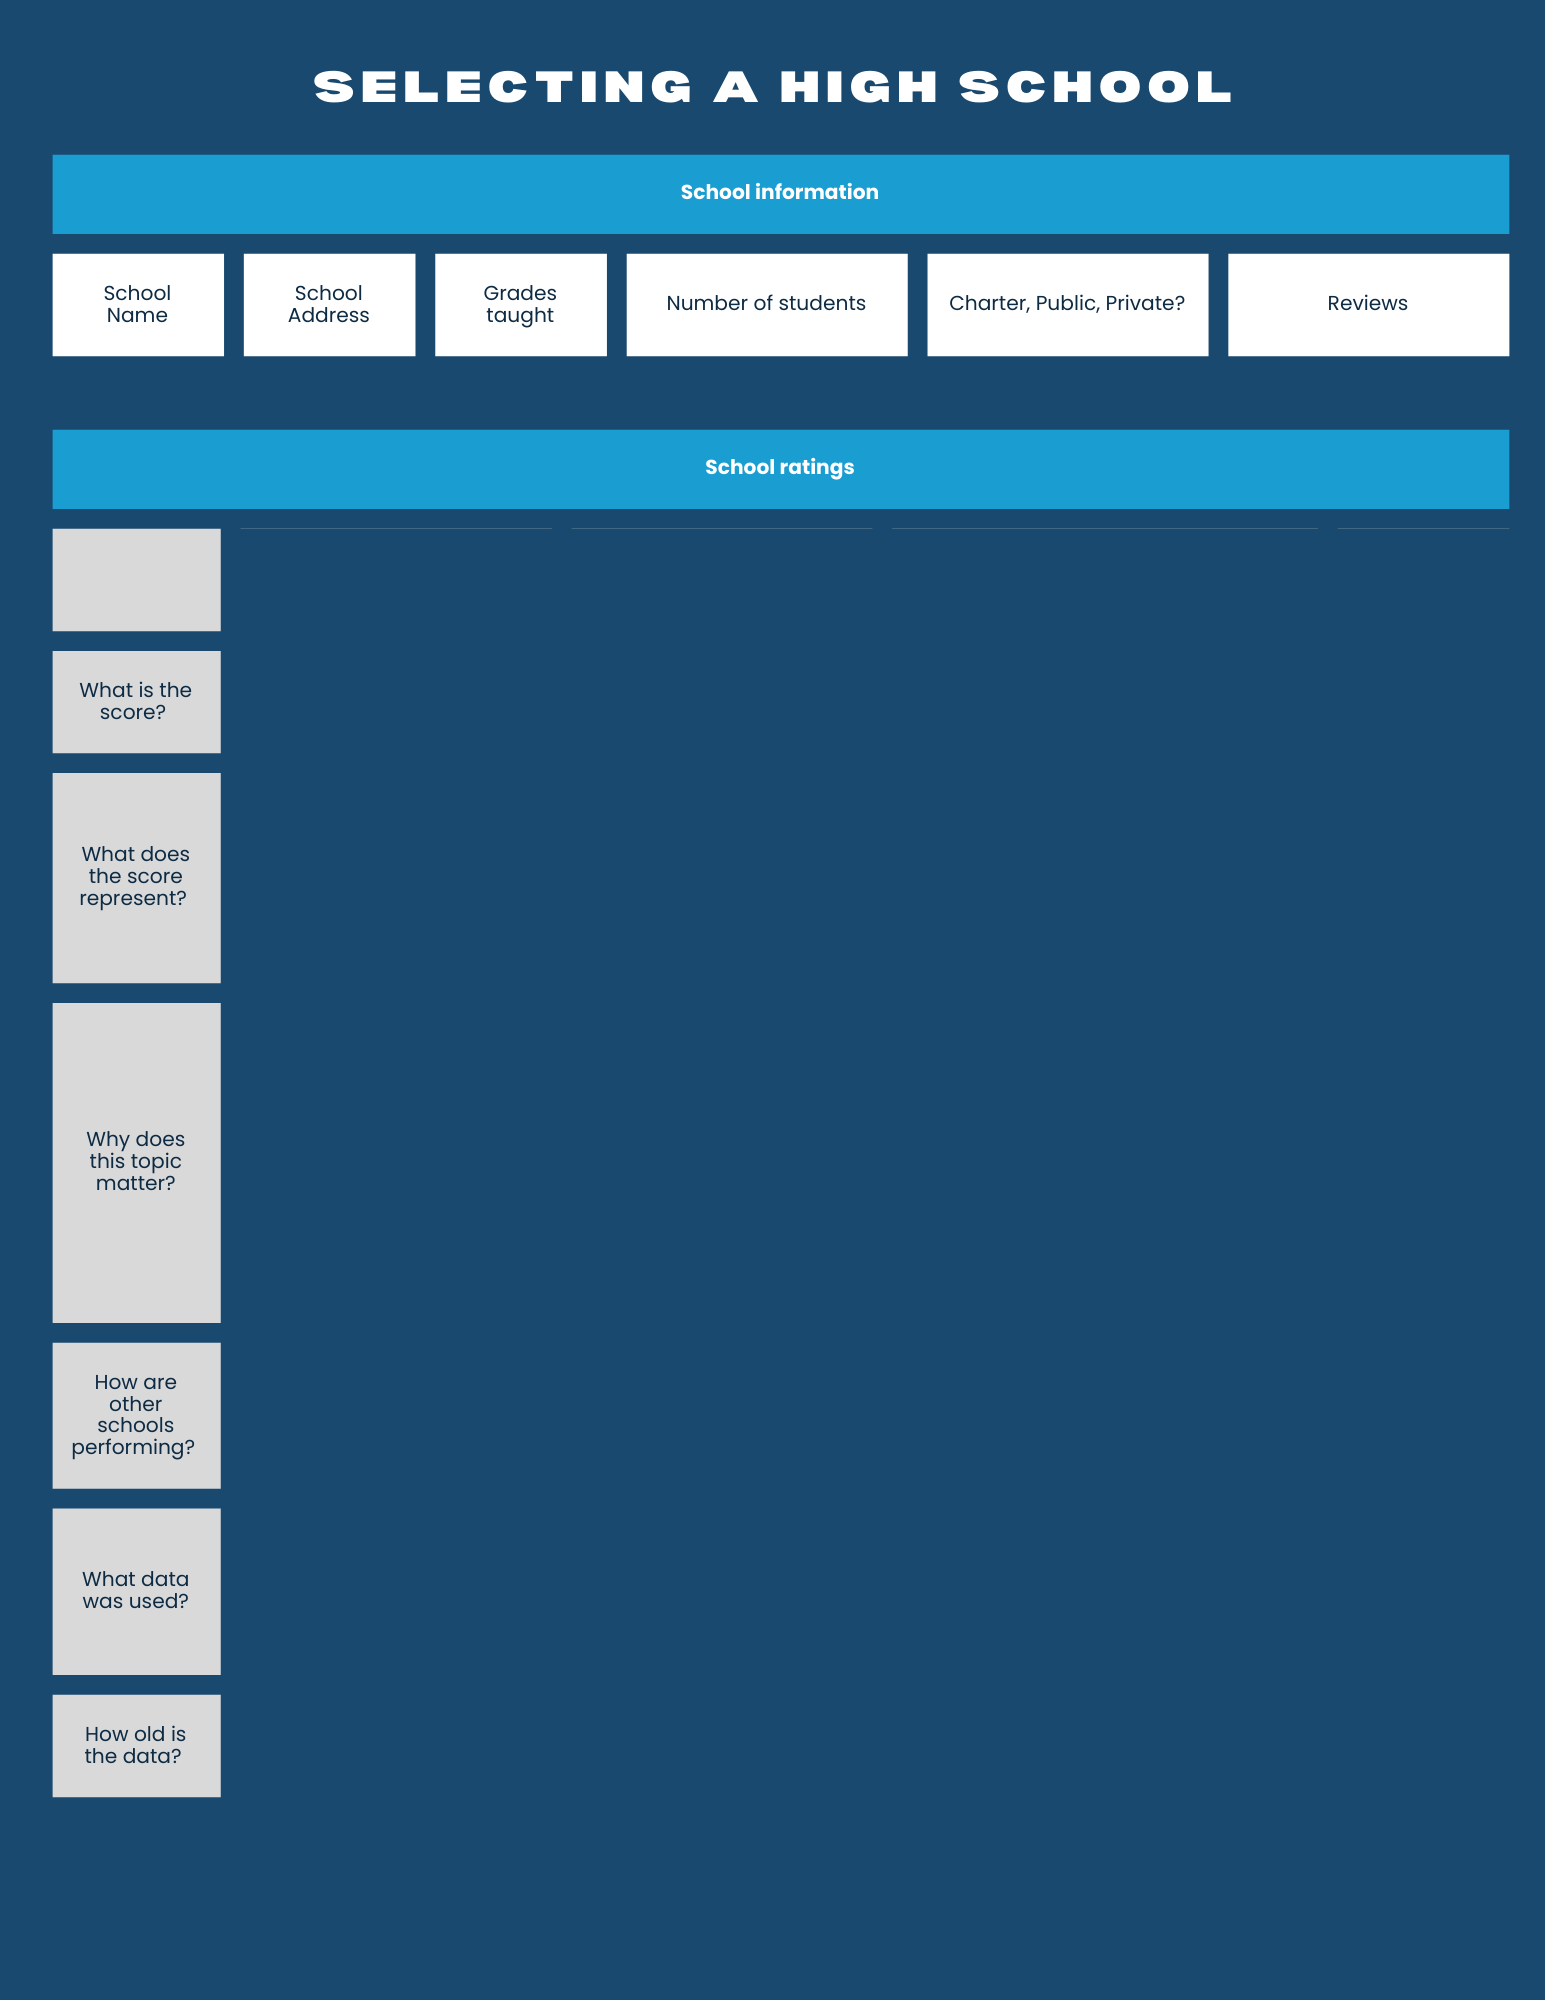 SELECTING A HIGH SCHOOL
School information
School
Name
School
Address
Grades
taught
Number of students
Charter, Public, Private?
Reviews
School ratings
What is the
score?
What does
the score
represent?
Why does
this topic
matter?
How are
other
schools
performing?
What data
was used?
How old is
the data?